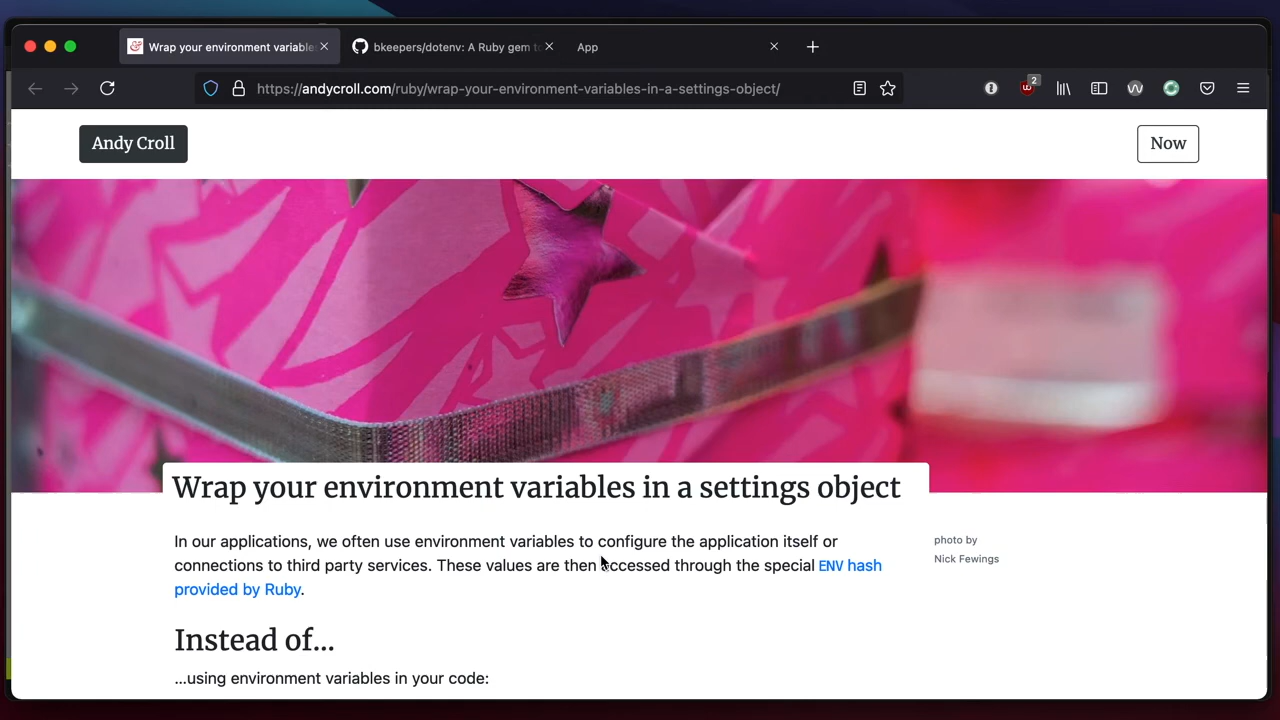 Wrap your environment variable
bkeepers/dotenv: A Ruby gem to
App
https://andycroll.com/ruby/wrap-your-environment-variables-in-a-settings-object/
2
Andy Croll
Now
Wrap your environment variables in a settings object
In our applications, we often use environment variables to configure the application itself or
connections to third party services. These values are then accessed through the special ENV hash
provided by Ruby.
photo by
Nick Fewings
Instead of…
…using environment variables in your code: